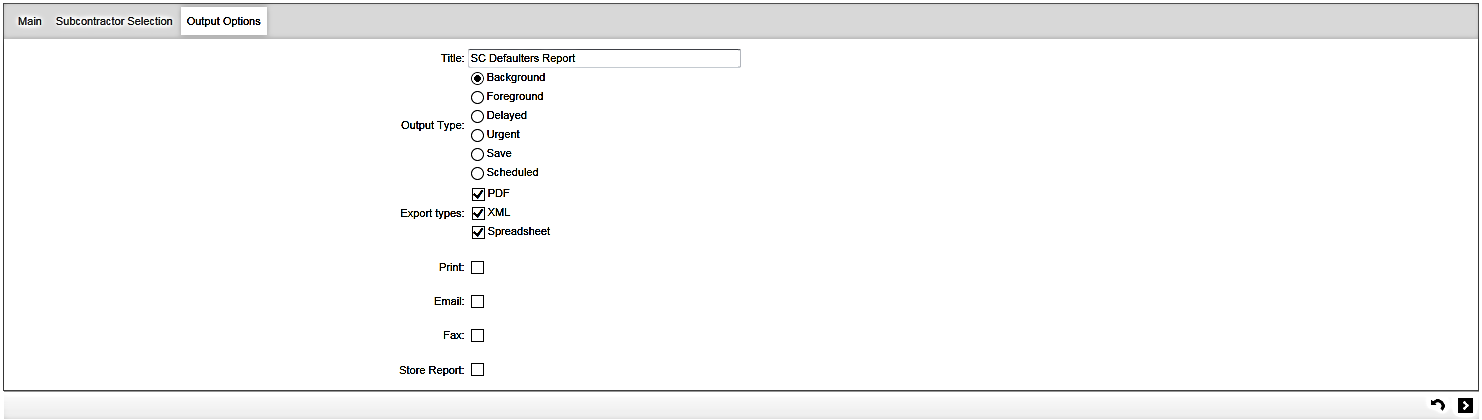 Main Subcontractor Selection Output Options
Title: SC Defaulters Report
Background
Foreground
Delayed
Output Type:
Urgent
Save
Scheduled
PDF
Export types: XML
Spreadsheet
Print:
Email:
Fax:
Store Report: